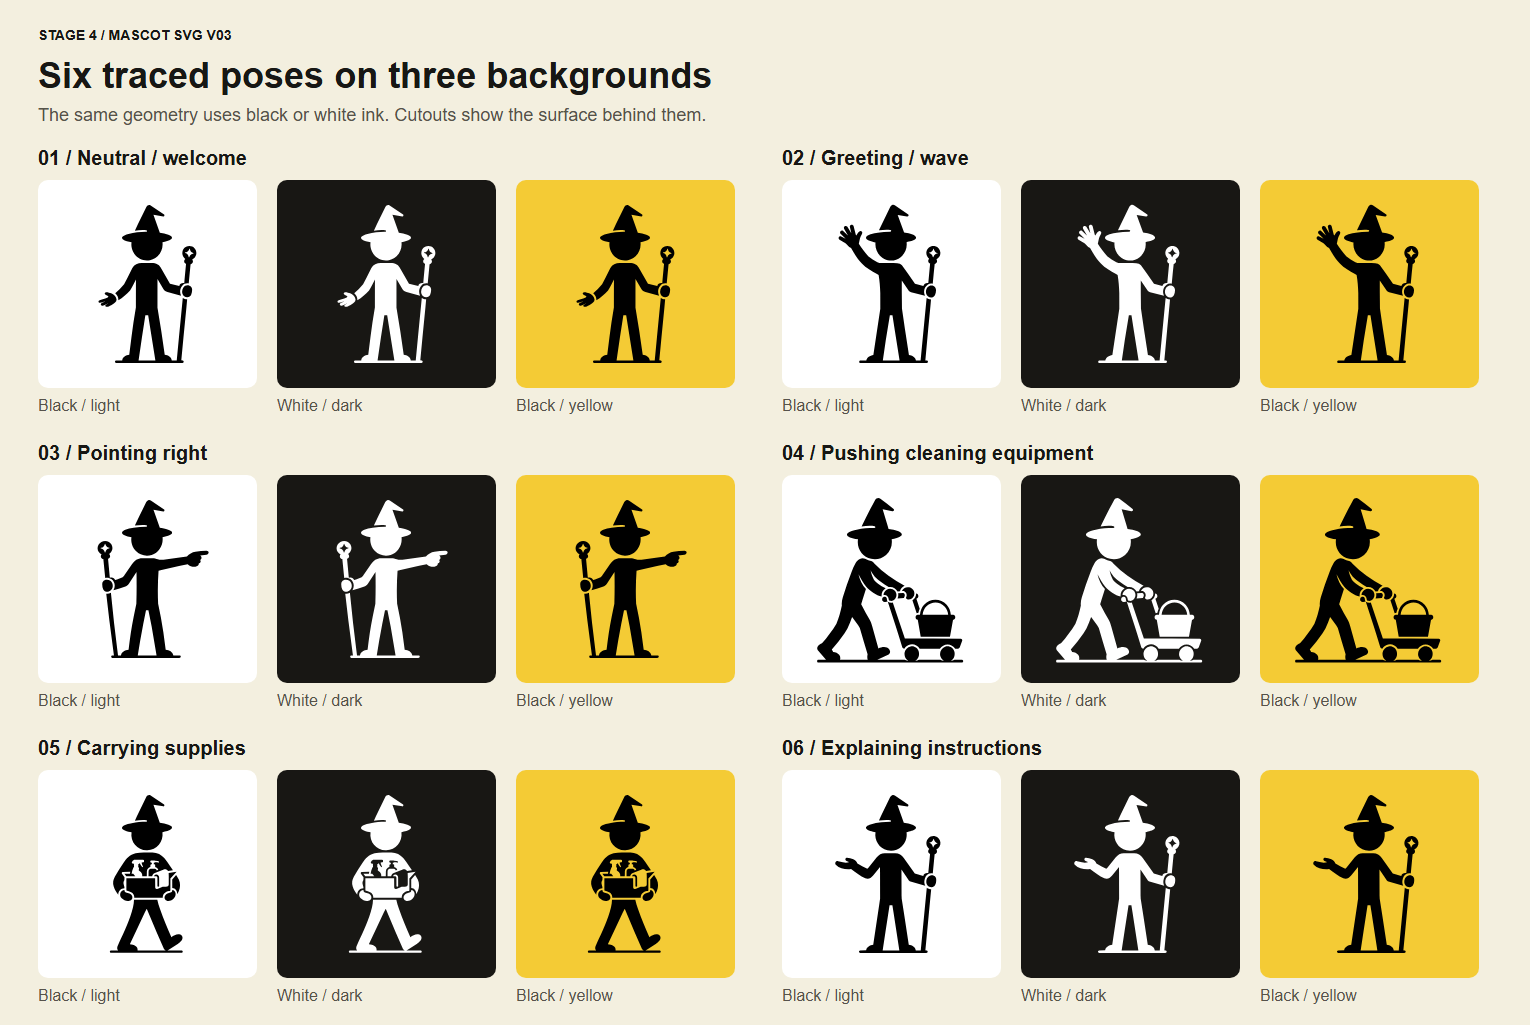 STAGE 4 / MASCOT SVG V03
Six traced poses on three backgrounds
The same geometry uses black or white ink. Cutouts show the surface behind them.
01 / Neutral / welcome
Black / light
White / dark
Black / yellow
02 / Greeting / wave
Black / light
White / dark
Black / yellow
03 / Pointing right
Black / light
White / dark
Black / yellow
04 / Pushing cleaning equipment
Black / light
White / dark
Black / yellow
05 / Carrying supplies
Black / light
White / dark
Black / yellow
06 / Explaining instructions
Black / light
White / dark
Black / yellow